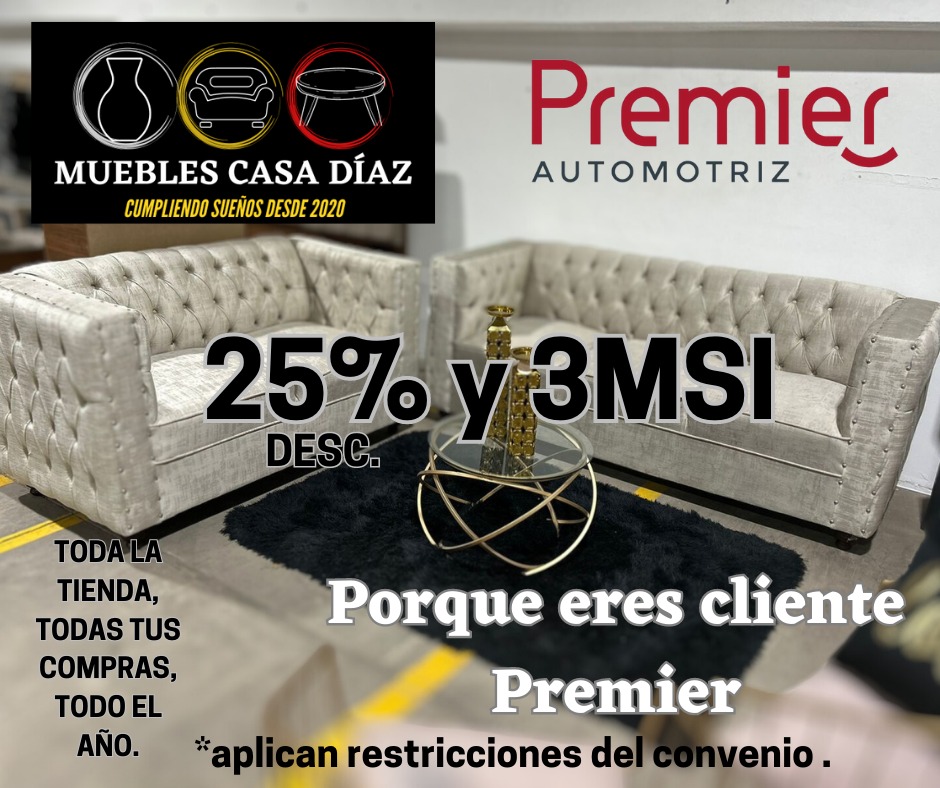 MUEBLES CASA DÍAZ
CUMPLIENDO SUEÑOS DESDE 2020
Premier
AUTOMOTRIZ
25% y 3MSI
DESC.
TODA LA
TIENDA,
TODAS TUS
COMPRAS,
TODO EL
AÑO.
Porque eres cliente
Premier
*aplican restricciones del convenio .